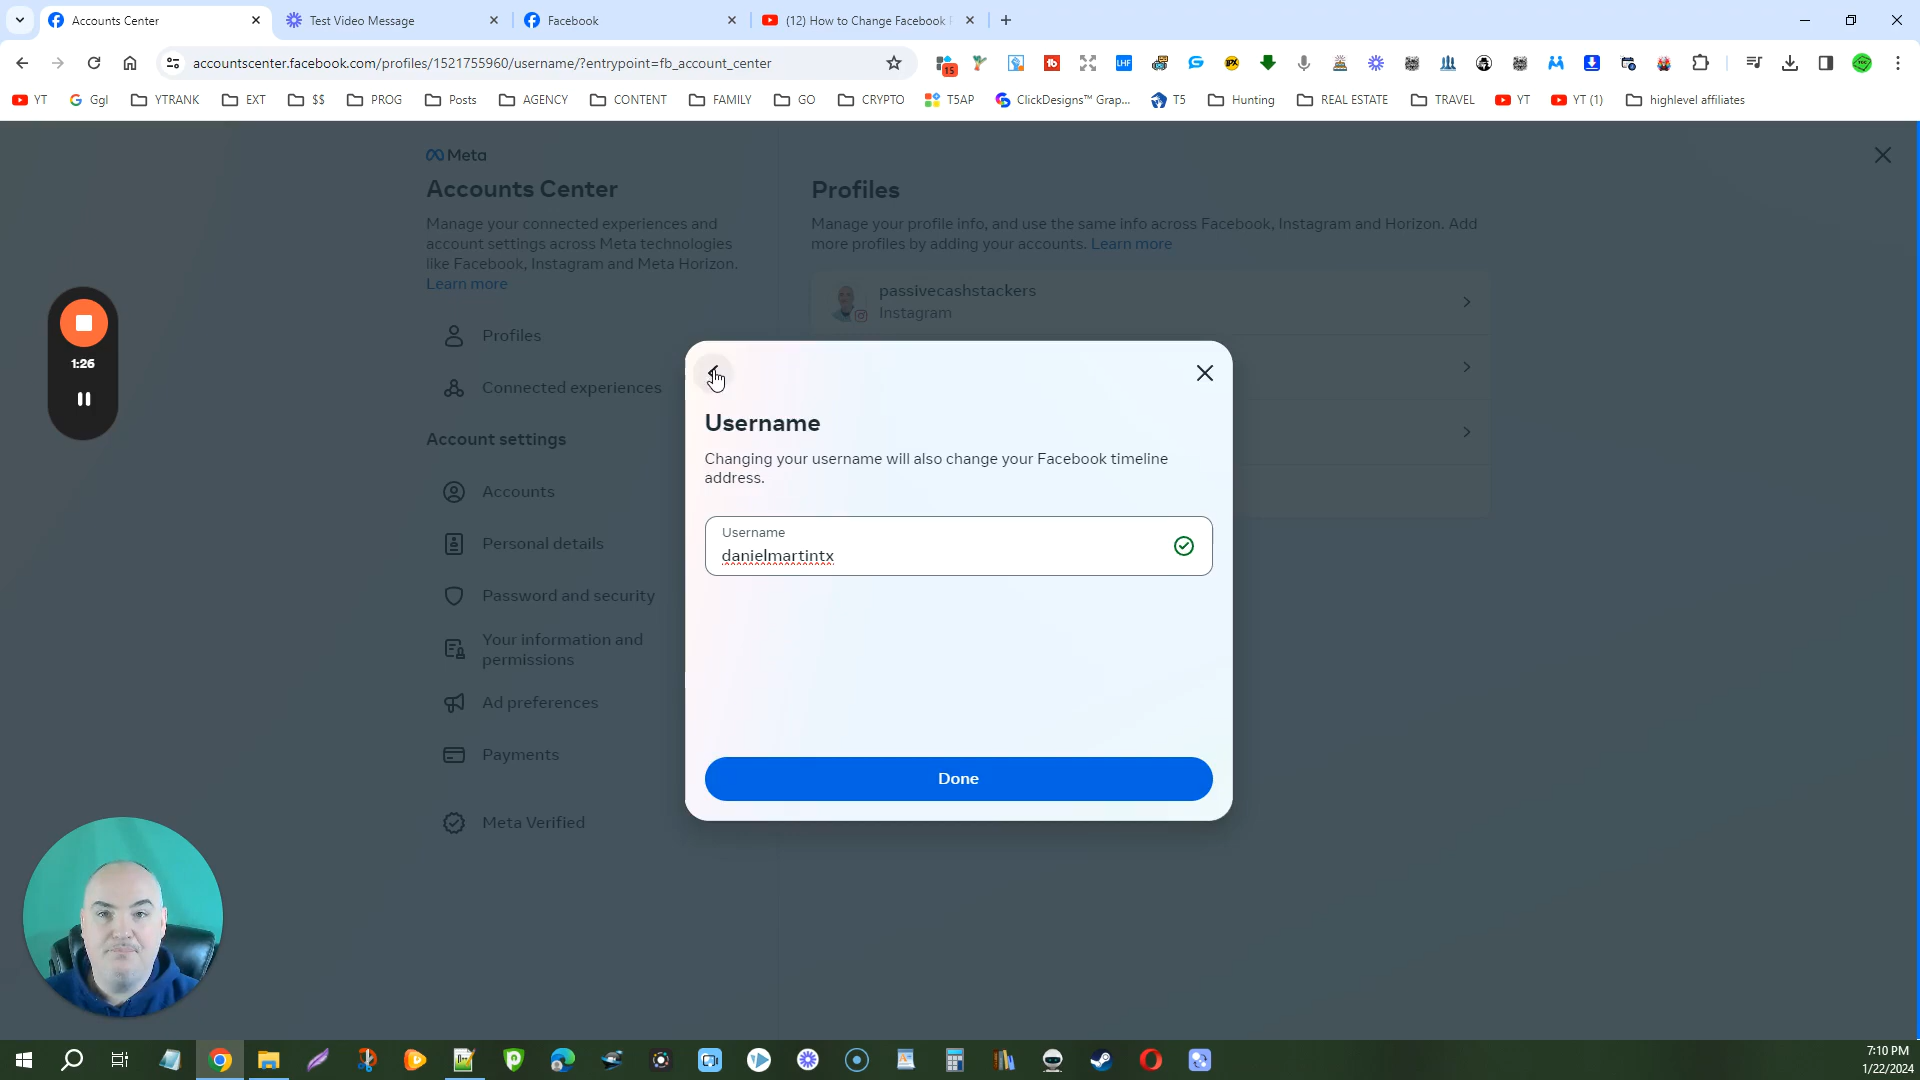 Accounts Center
Test Video Message
Facebook
(12) How to Change Facebook
accountscenter.facebook.com/profiles/1521755960/username/?entrypoint=fb_account_center
15
LHF
YT
Ggl
YTRANK
EXT
$$
PROG
Posts
AGENCY
CONTENT
FAMILY
GO
CRYPTO
T5AP
ClickDesigns™ Grap...
T5
Hunting
REAL ESTATE
TRAVEL
YT
YT (1)
highlevel affiliates
Meta
Accounts Center
Manage your connected experiences and
account settings across Meta technologies
like Facebook, Instagram and Meta Horizon.
Learn more
Profiles
Connected experiences
Account settings
Accounts
Personal details
Password and security
Your information and
permissions
Ad preferences
Payments
Meta Verified
Profiles
Manage your profile info, and use the same info across Facebook, Instagram and Horizon. Add
more profiles by adding your accounts. Learn more
passivecashstackers
Instagram
1:26
Username
Changing your username will also change your Facebook timeline
address.
Username
danielmartintx
Done
7:10 PM
1/22/2024